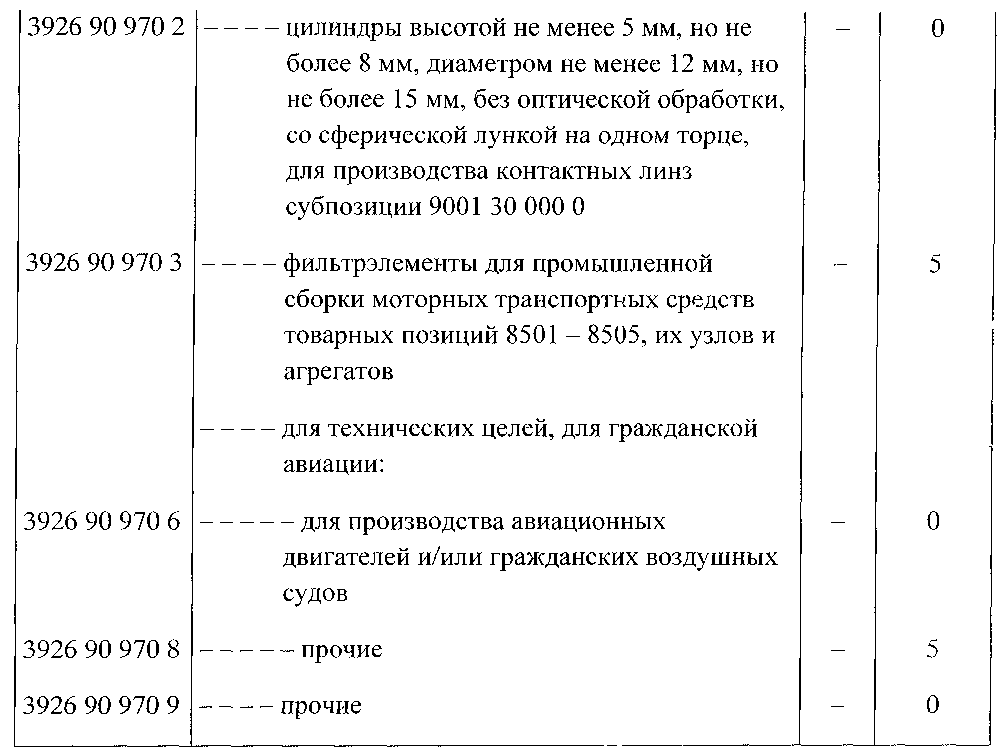 3926 90 970 2 – – – – цилиндры высотой не менее 5 мм, но не – 0
более 8 мм, диаметром не менее 12 мм, но
не более 15 мм, без оптической обработки,
со сферической лункой на одном торце,
для производства контактных линз
субпозиции 9001 30 000 0
3926 90 970 3 – – – – фильтрэлементы для промышленной – 5
сборки моторных транспортных средств
товарных позиций 8501 – 8505, их узлов и
агрегатов
– – – – для технических целей, для гражданской
авиации:
3926 90 970 6 – – – – – для производства авиационных – 0
двигателей и/или гражданских воздушных
судов
3926 90 970 8 – – – – – прочие – 5
3926 90 970 9 – – – – прочие – 0